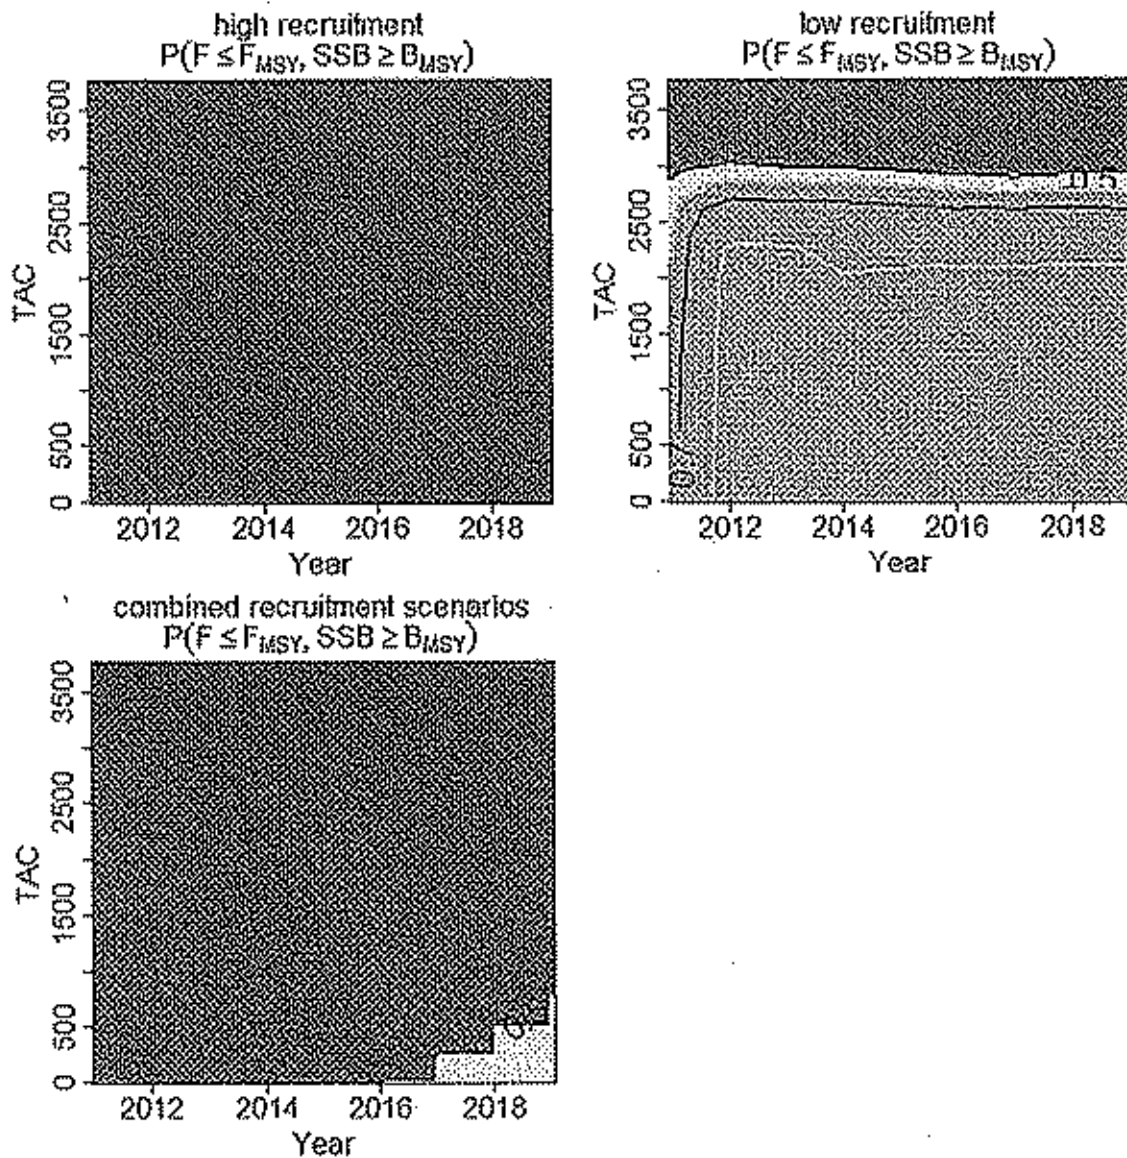 high recruitment
P(F ≤ F_MSY, SSB ≥ B_MSY)
TAC
3500
2500
1500
500
0
2012 2014 2016 2018
Year
low recruitment
P(F ≤ F_MSY, SSB ≥ B_MSY)
TAC
3500
2500
1500
500
0
2012 2014 2016 2018
Year
combined recruitment scenarios
P(F ≤ F_MSY, SSB ≥ B_MSY)
TAC
3500
2500
1500
500
0
2012 2014 2016 2018
Year